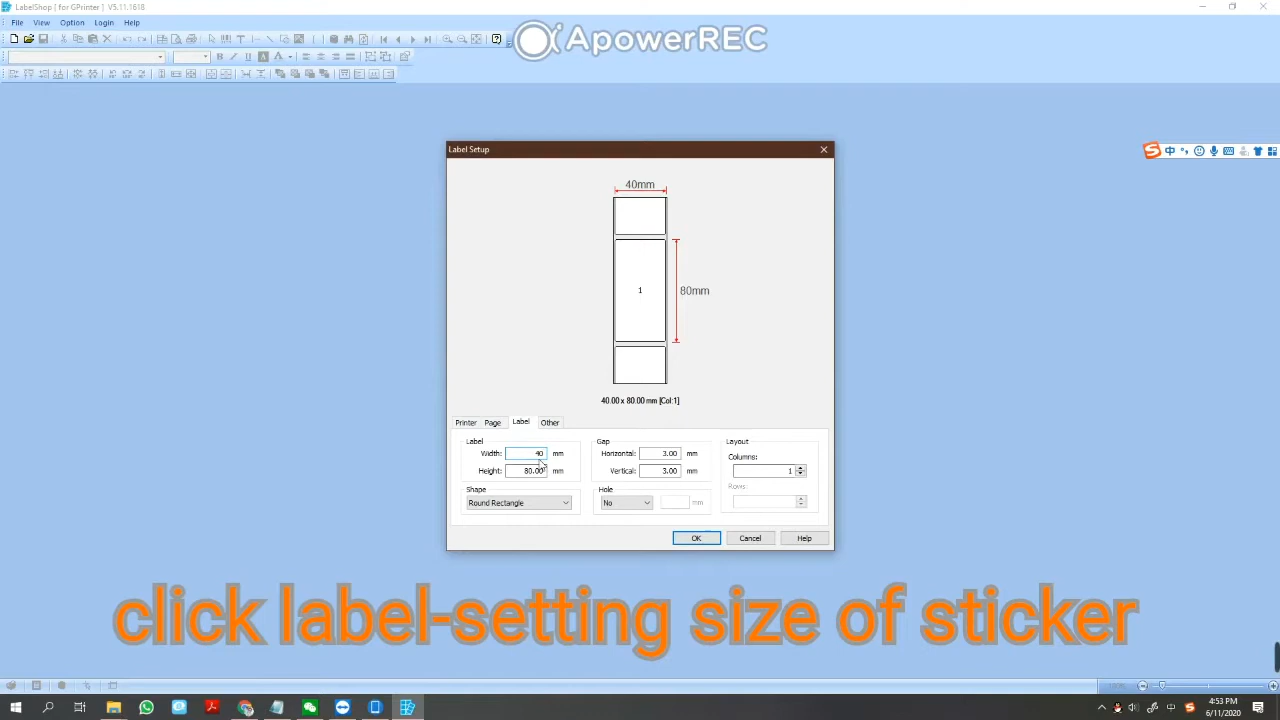 LabelShop [ for GPrinter ] V5.11.1618
File View Option Login Help
ApowerREC
中
Label Setup
40mm
1
80mm
40.00 x 80.00 mm [Col:1]
Printer Page Label Other
Label
Width: 40 mm
Height: 80.00 mm
Gap
Horizontal: 3.00 mm
Vertical: 3.00 mm
Layout
Columns: 1
Rows:
Shape
Round Rectangle
Hole
No mm
OK Cancel Help
click label-setting size of sticker
4:53 PM
中
6/11/2020